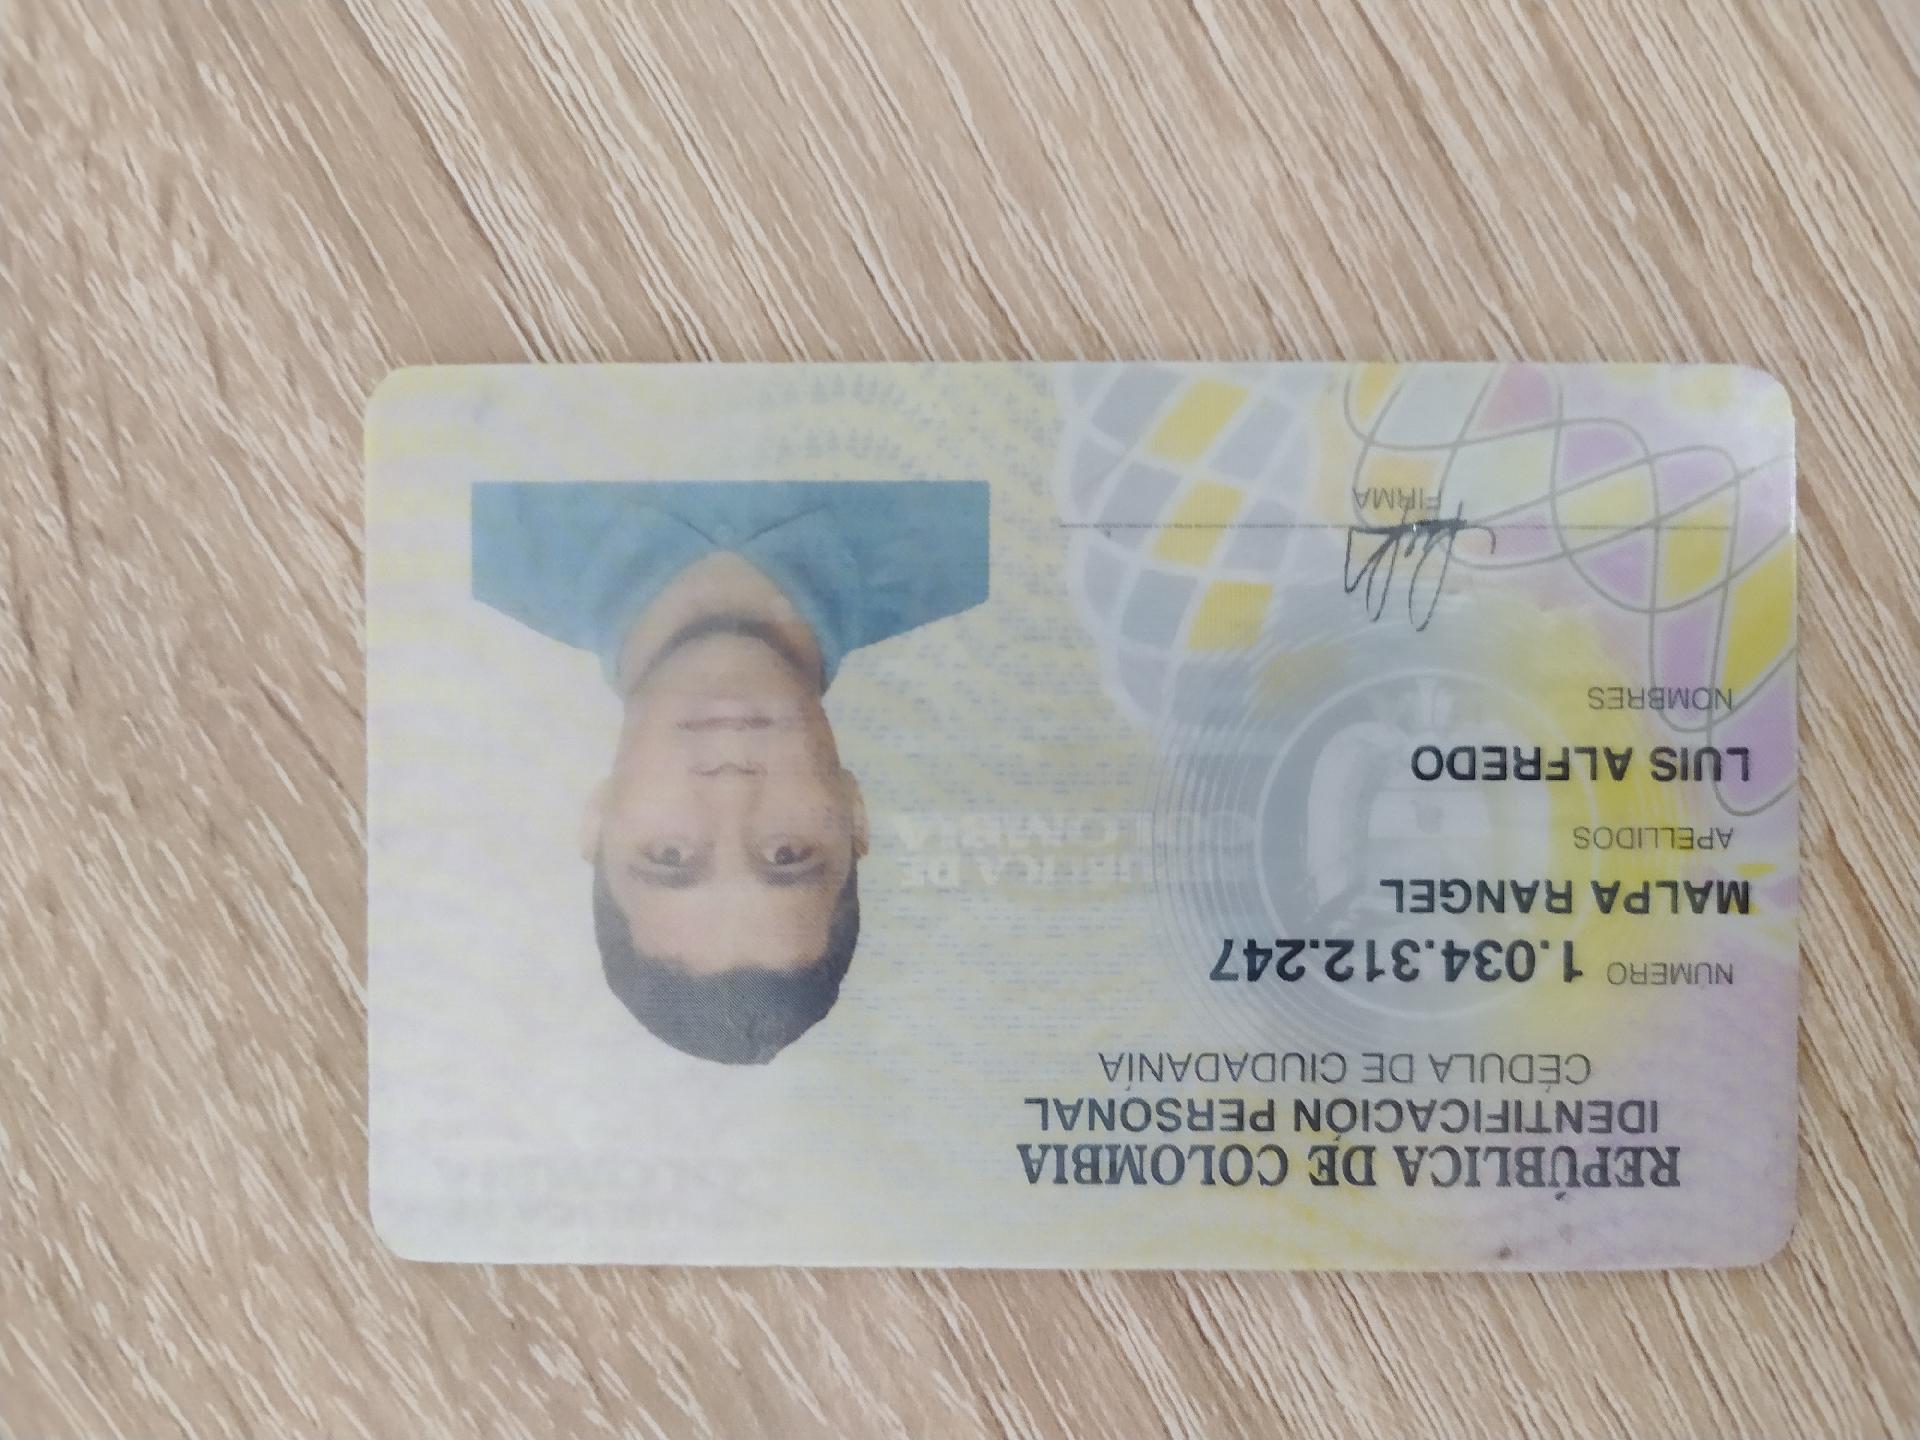 REPÚBLICA DE COLOMBIA
IDENTIFICACIÓN PERSONAL
CÉDULA DE CIUDADANÍA
NÚMERO 1.034.312.247
MALPA RANGEL
APELLIDOS
LUIS ALFREDO
NOMBRES
FIRMA